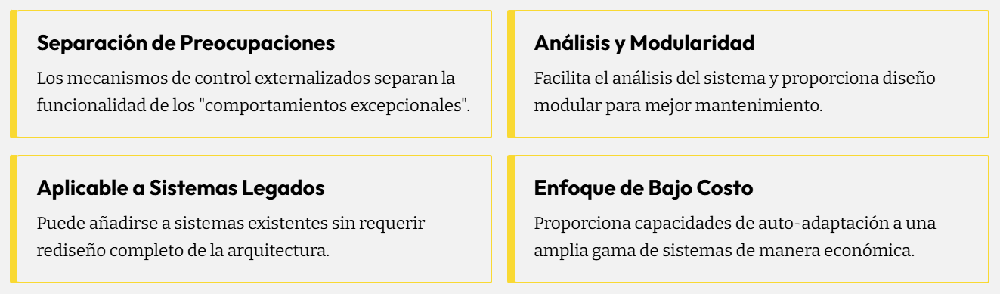 Separación de Preocupaciones
Los mecanismos de control externalizados separan la
funcionalidad de los "comportamientos excepcionales".
Análisis y Modularidad
Facilita el análisis del sistema y proporciona diseño
modular para mejor mantenimiento.
Aplicable a Sistemas Legados
Puede añadirse a sistemas existentes sin requerir
rediseño completo de la arquitectura.
Enfoque de Bajo Costo
Proporciona capacidades de auto-adaptación a una
amplia gama de sistemas de manera económica.